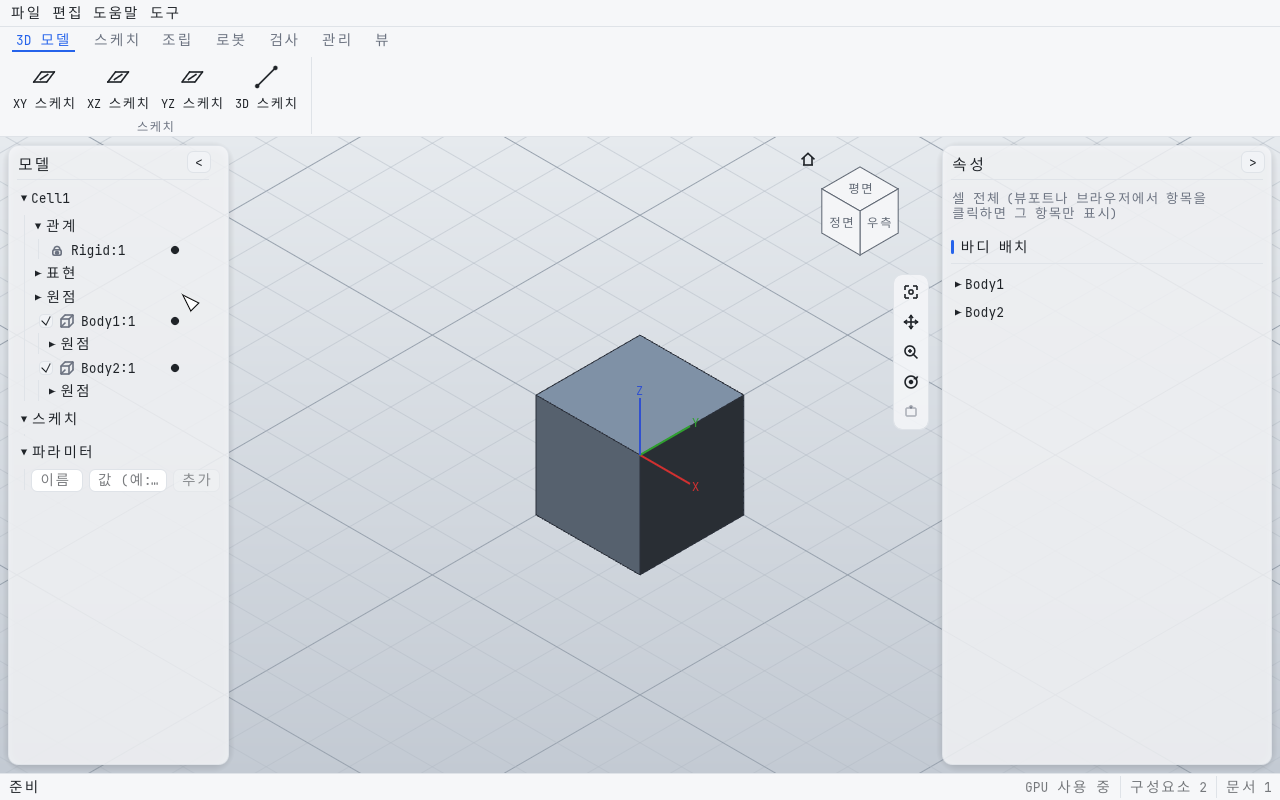 파일 편집 도움말 도구
3D 모델 스케치 조립 로봇 검사 관리 뷰
XY 스케치 XZ 스케치 YZ 스케치 3D 스케치
스케치
모델 <
▼ Cell1
▼ 관계
Rigid:1
▶ 표현
▶ 원점
Body1:1
▶ 원점
Body2:1
▶ 원점
▼ 스케치
▼ 파라미터
이름 값 (예:… 추가
평면
정면 우측
Z
Y
X
속성 >
셀 전체 (뷰포트나 브라우저에서 항목을
클릭하면 그 항목만 표시)
바디 배치
▶ Body1
▶ Body2
준비 GPU 사용 중 구성요소 2 문서 1